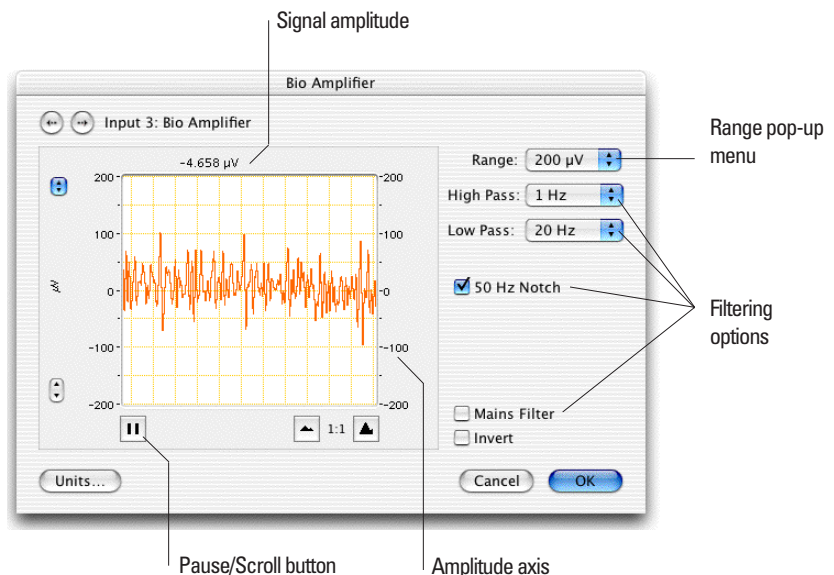 Signal amplitude
Bio Amplifier
Input 3: Bio Amplifier
-4.658 µV
Range: 200 µV
Range pop-up
menu
High Pass: 1 Hz
Low Pass: 20 Hz
200
200
100
100
µV
0
0
-100
-100
-200
-200
50 Hz Notch
Filtering
options
Mains Filter
Invert
1:1
Units...
Cancel
OK
Pause/Scroll button
Amplitude axis